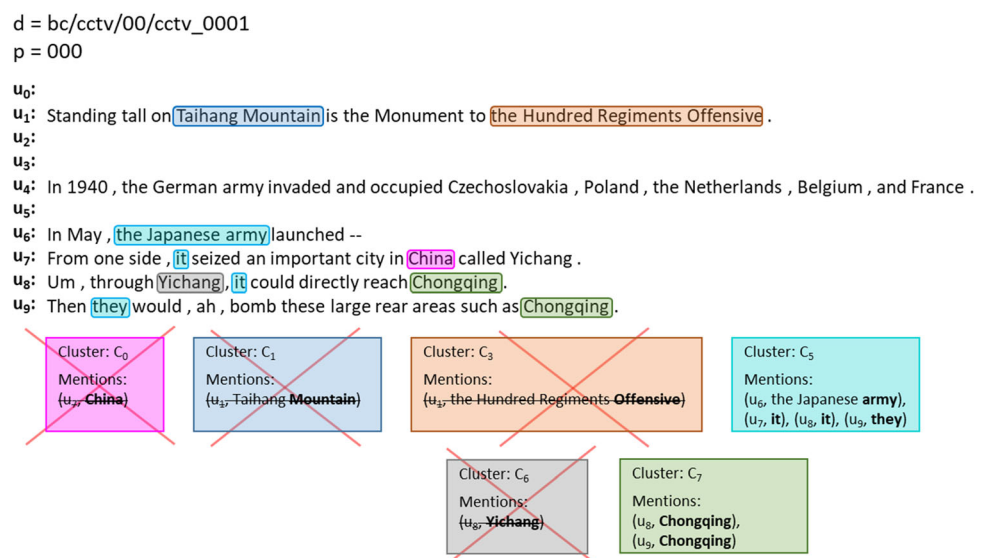 d = bc/cctv/00/cctv_0001
p = 000
u₀:
u₁: Standing tall on Taihang Mountain is the Monument to the Hundred Regiments Offensive .
u₂:
u₃:
u₄: In 1940 , the German army invaded and occupied Czechoslovakia , Poland , the Netherlands , Belgium , and France .
u₅:
u₆: In May , the Japanese army launched --
u₇: From one side , it seized an important city in China called Yichang .
u₈: Um , through Yichang , it could directly reach Chongqing .
u₉: Then they would , ah , bomb these large rear areas such as Chongqing .
Cluster: C₀
Mentions:
(u₇, China)
Cluster: C₁
Mentions:
(u₁, Taihang Mountain)
Cluster: C₃
Mentions:
(u₁, the Hundred Regiments Offensive)
Cluster: C₅
Mentions:
(u₆, the Japanese army),
(u₇, it), (u₈, it), (u₉, they)
Cluster: C₆
Mentions:
(u₈, Yichang)
Cluster: C₇
Mentions:
(u₈, Chongqing),
(u₉, Chongqing)